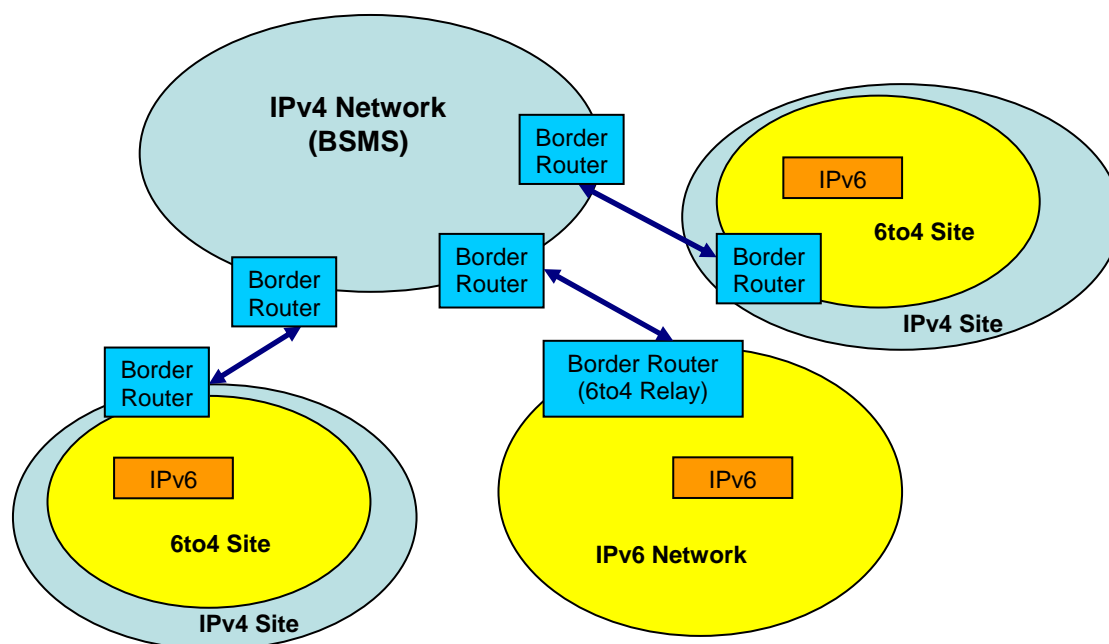 IPv4 Network
(BSMS)
Border
Router
IPv6
6to4 Site
Border
Router
IPv4 Site
Border
Router
Border
Router
Border Router
(6to4 Relay)
Border
Router
IPv6
6to4 Site
IPv4 Site
IPv6
IPv6 Network